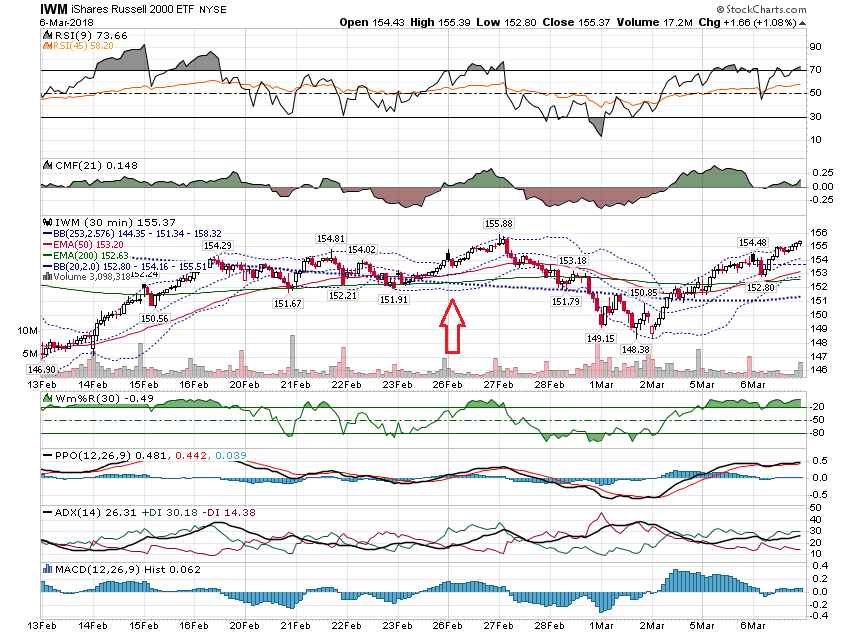 IWM iShares Russell 2000 ETF NYSE © StockCharts.com
6-Mar-2018 Open 154.43 High 155.39 Low 152.80 Close 155.37 Volume 17.2M Chg +1.66 (+1.08%)
RSI(9) 73.66
RSI(45) 58.20
90
70
50
30
10
CMF(21) 0.148
0.25
0.00
-0.25
IWM (30 min) 155.37
BB(253,2.576) 144.35 - 151.34 - 158.32
EMA(50) 153.20
EMA(200) 152.63
BB(20,2.0) 152.80 - 154.16 - 155.51
Volume 3,098,318
152.24
154.29
154.81
154.02
155.88
153.18
154.48
150.85
152.80
150.56
151.67
152.21
151.91
151.79
149.15
148.38
146.90
156
155
154
153
152
151
150
149
148
147
146
10M
5M
13Feb 14Feb 15Feb 16Feb 20Feb 21Feb 22Feb 23Feb 26Feb 27Feb 28Feb 1Mar 2Mar 5Mar 6Mar
Wm%R(30) -0.49
-20
-50
-80
PPO(12,26,9) 0.481, 0.442, 0.039
0.5
0.0
-0.5
ADX(14) 26.31 +DI 30.18 -DI 14.38
50
40
30
20
10
MACD(12,26,9) Hist 0.062
0.4
0.2
0.0
-0.2
-0.4
13Feb 14Feb 15Feb 16Feb 20Feb 21Feb 22Feb 23Feb 26Feb 27Feb 28Feb 1Mar 2Mar 5Mar 6Mar